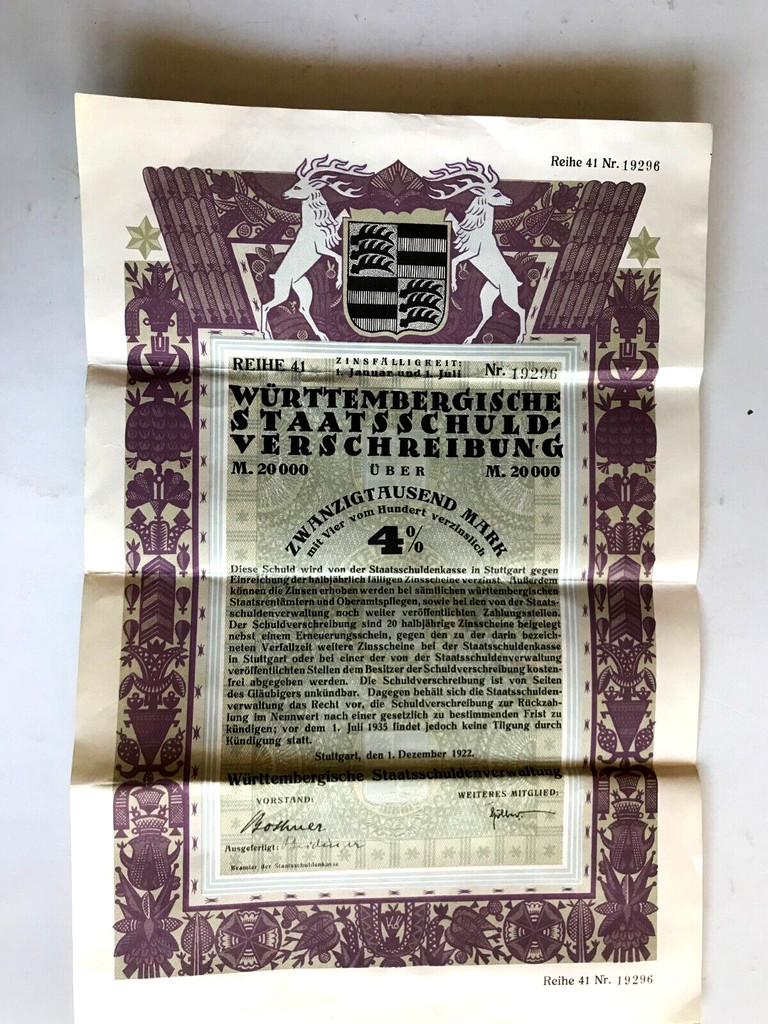 Reihe 41 Nr. 19296
REIHE 41
ZINSFÄLLIGKEIT:
1. Januar und 1. Juli
Nr. 19296
WÜRTTEMBERGISCHE
STAATSSCHULD-
VERSCHREIBUNG
M. 20000 ÜBER M. 20000
ZWANZIGTAUSEND MARK
mit Vier vom Hundert verzinslich
4%
Diese Schuld wird von der Staatsschuldenkasse in Stuttgart gegen
Einreichung der halbjährlich fälligen Zinsscheine verzinst. Außerdem
können die Zinsen erhoben werden bei sämtlichen württembergischen
Staatsrentämtern und Oberamtspflegen, sowie bei den von der Staats-
schuldenverwaltung noch weiter veröffentlichten Zahlungsstellen.
Der Schuldverschreibung sind 20 halbjährige Zinsscheine beigelegt
nebst einem Erneuerungsschein, gegen den zu der darin bezeich-
neten Verfallzeit weitere Zinsscheine bei der Staatsschuldenkasse
in Stuttgart oder bei einer der von der Staatsschuldenverwaltung
veröffentlichten Stellen dem Besitzer der Schuldverschreibung kosten-
frei abgegeben werden. Die Schuldverschreibung ist von Seiten
des Gläubigers unkündbar. Dagegen behält sich die Staatsschulden-
verwaltung das Recht vor, die Schuldverschreibung zur Rückzah-
lung im Nennwert nach einer gesetzlich zu bestimmenden Frist zu
kündigen; vor dem 1. Juli 1935 findet jedoch keine Tilgung durch
Kündigung statt.
Stuttgart, den 1. Dezember 1922.
Württembergische Staatsschuldenverwaltung
VORSTAND:
WEITERES MITGLIED:
Ausgefertigt:
Beamter der Staatsschuldenkasse
Reihe 41 Nr. 19296